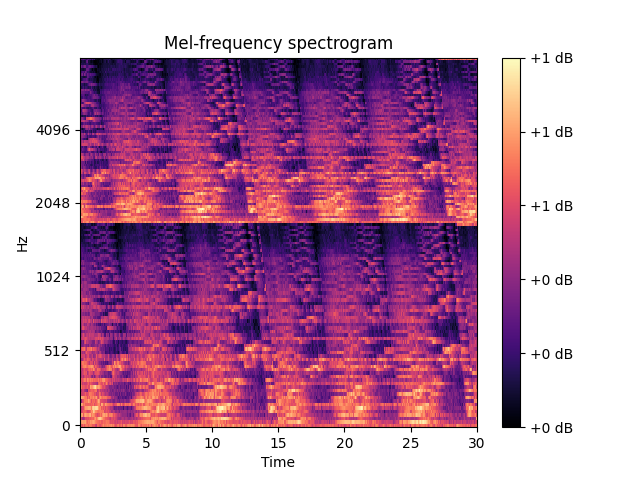 Mel-frequency spectrogram
Hz
4096
2048
1024
512
0
0 5 10 15 20 25 30
Time
+1 dB
+1 dB
+1 dB
+0 dB
+0 dB
+0 dB